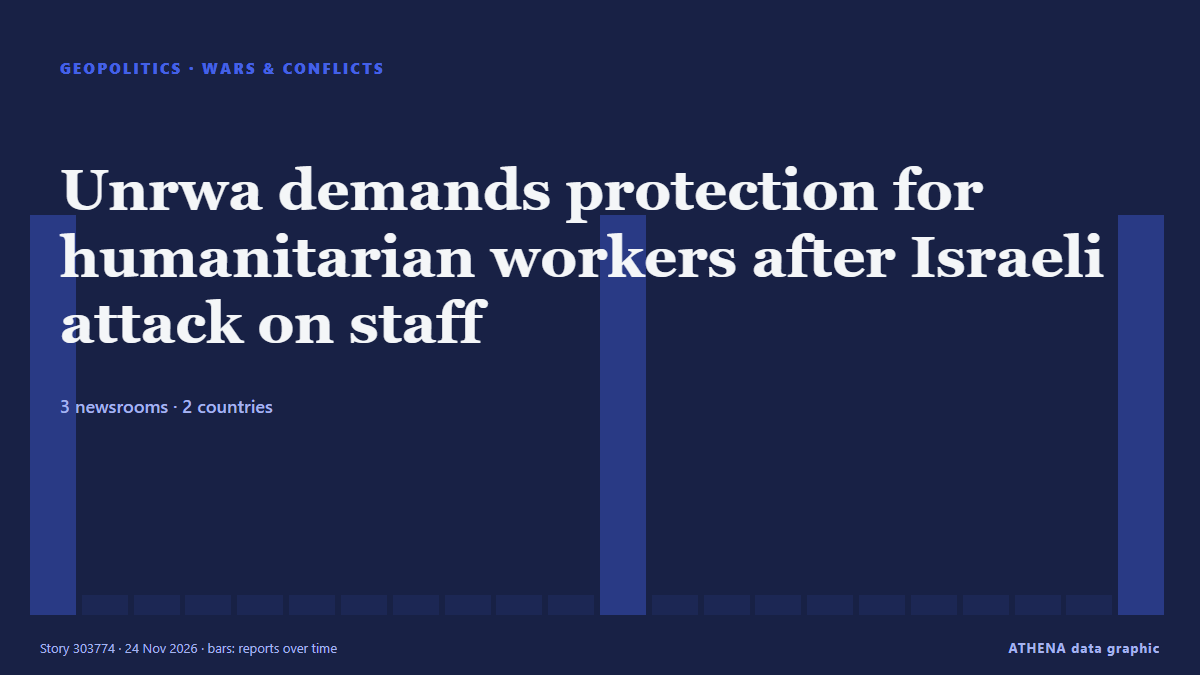 GEOPOLITICS · WARS & CONFLICTS
Unrwa demands protection for
humanitarian workers after Israeli
attack on staff
3 newsrooms · 2 countries
Story 303774 · 24 Nov 2026 · bars: reports over time
ATHENA data graphic